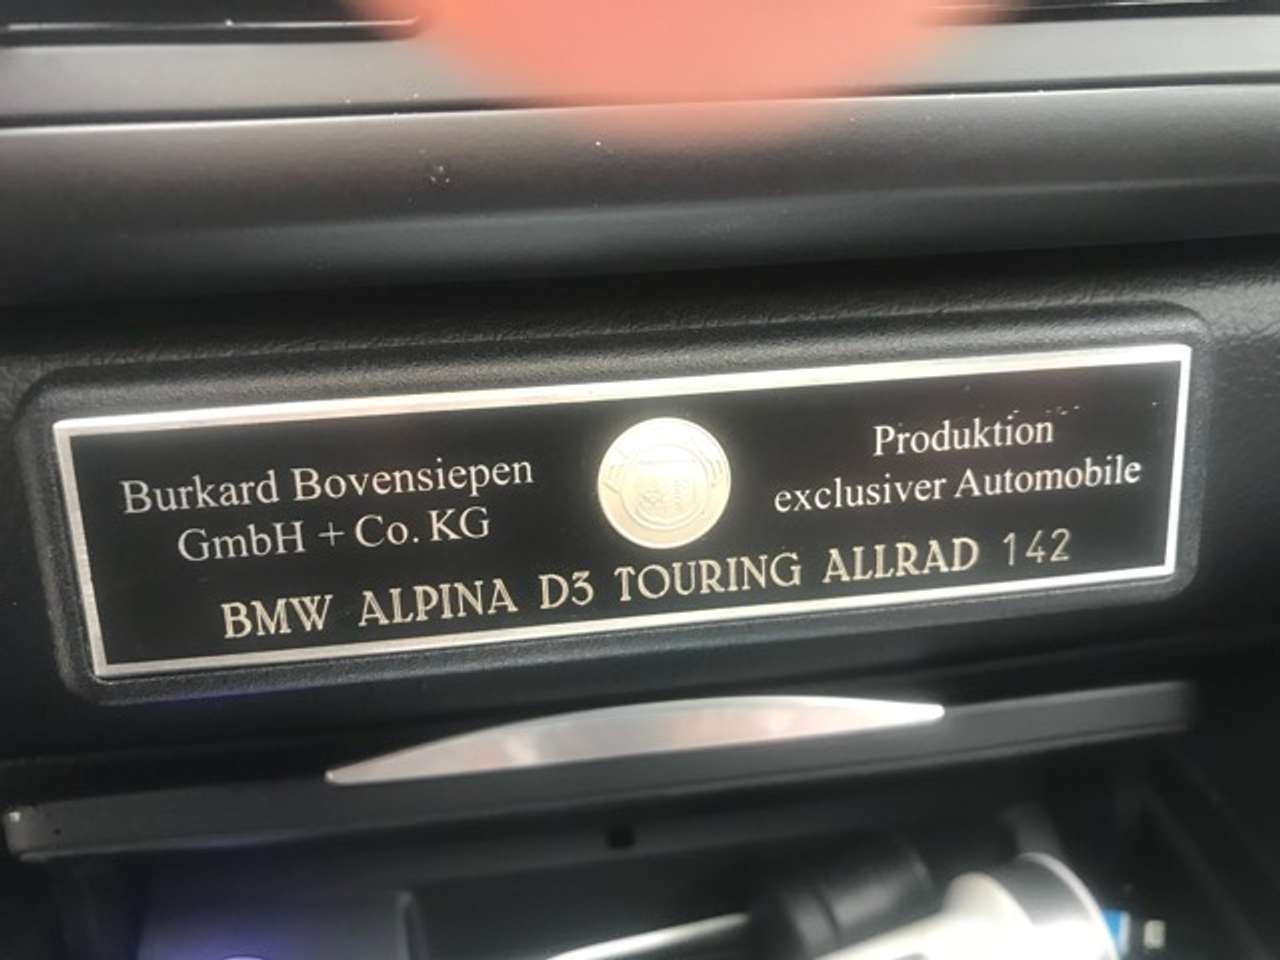 Burkard Bovensiepen
GmbH + Co. KG
Produktion
exclusiver Automobile
BMW ALPINA D3 TOURING ALLRAD 142